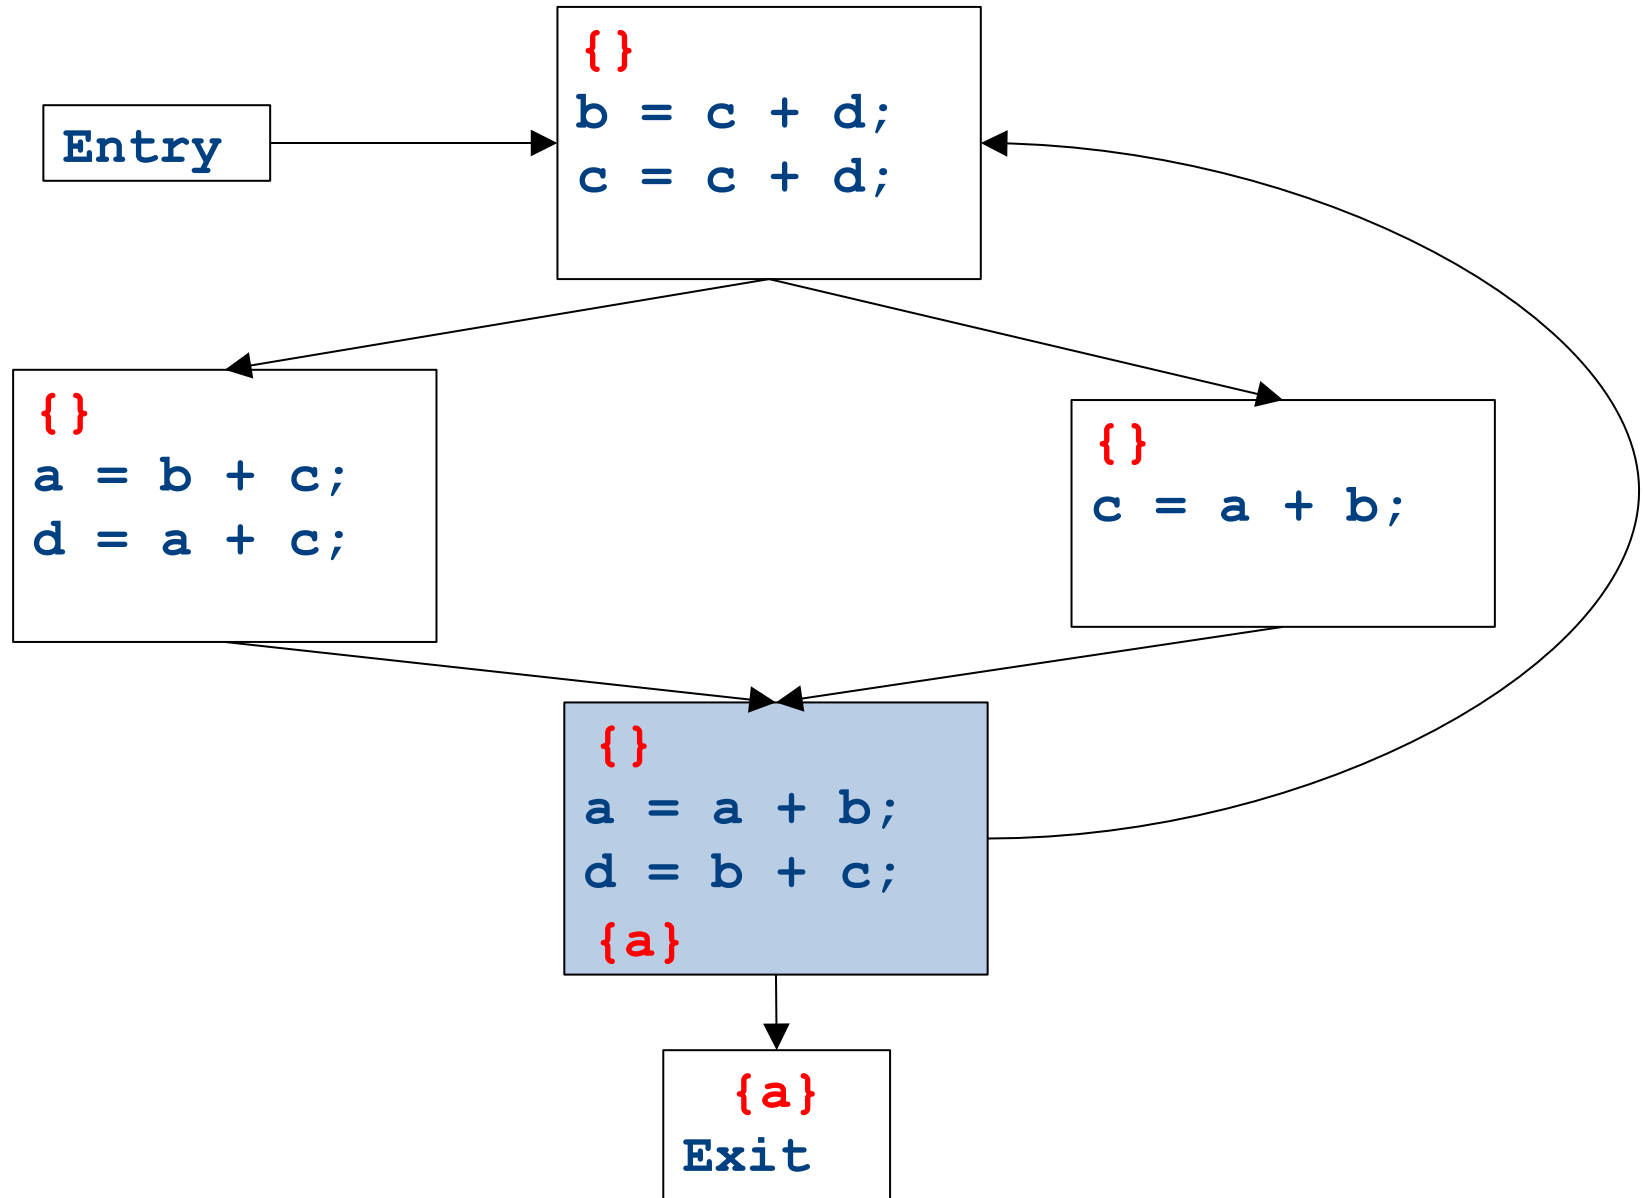 {}
b = c + d;
c = c + d;
Entry
{}
a = b + c;
d = a + c;
{}
c = a + b;
{}
a = a + b;
d = b + c;
{a}
{a}
Exit